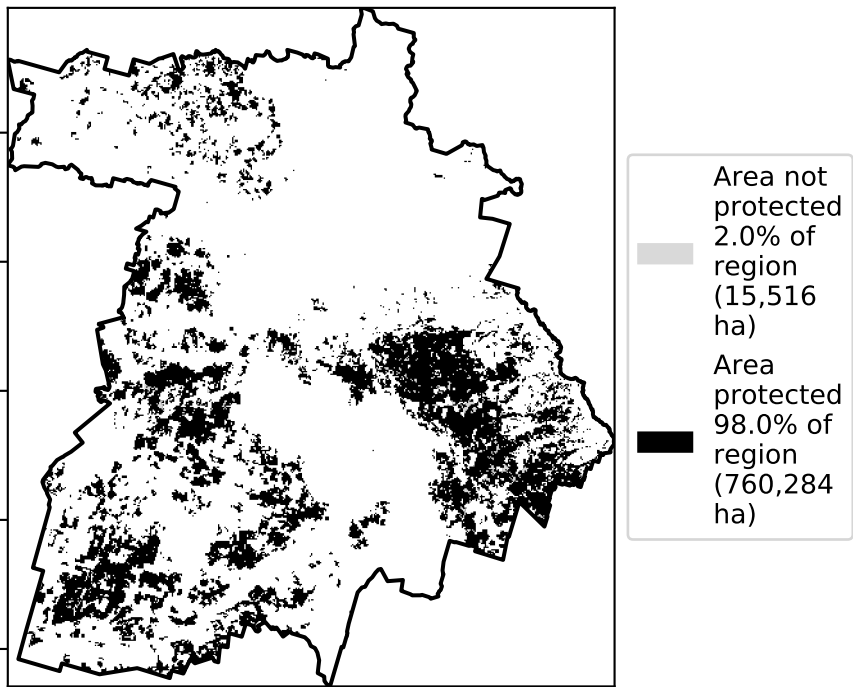 Area not
protected
2.0% of
region
(15,516
ha)
Area
protected
98.0% of
region
(760,284
ha)